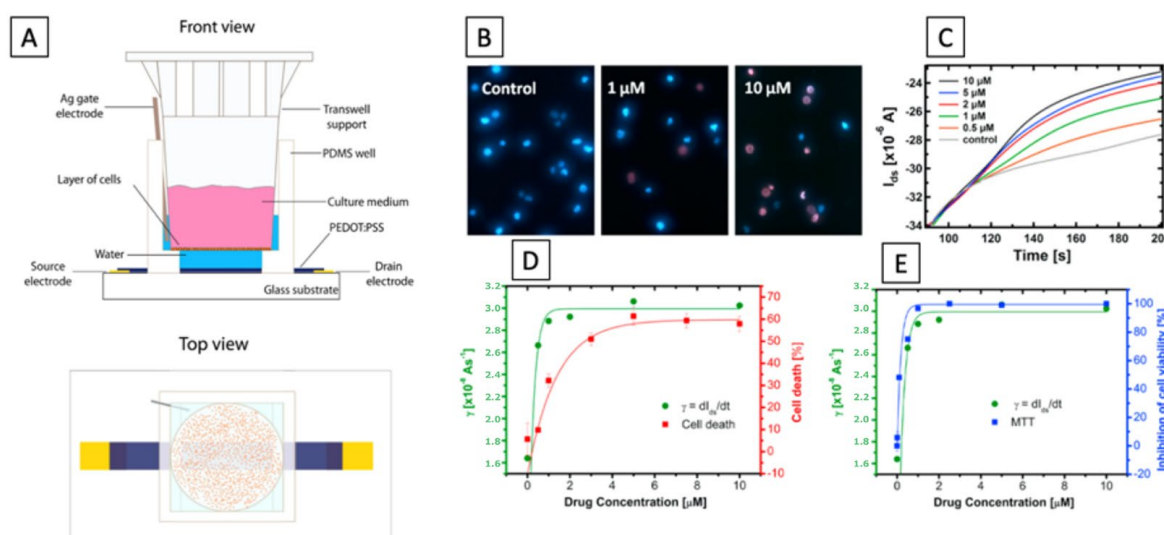 A
Front view
Ag gate
electrode
Transwell
support
PDMS well
Layer of cells
Culture medium
PEDOT:PSS
Water
Source
electrode
Drain
electrode
Glass substrate
Top view
B
Control
1 µM
10 µM
C
-24
-26
-28
-30
-32
-34
I ds [x10⁻⁶ A]
10 µM
5 µM
2 µM
1 µM
0.5 µM
control
100 120 140 160 180 200
Time [s]
D
3.2
3.0
2.8
2.6
2.4
2.2
2.0
1.8
1.6
γ [x10⁻⁸ As⁻¹]
γ = dI ds/dt
Cell death
70
60
50
40
30
20
10
0
-10
Cell death [%]
0 2 4 6 8 10
Drug Concentration [µM]
E
3.2
3.0
2.8
2.6
2.4
2.2
2.0
1.8
1.6
γ [x10⁻⁸ As⁻¹]
γ = dI ds/dt
MTT
100
80
60
40
20
0
-20
Inhibition of cell viability [%]
0 2 4 6 8 10
Drug Concentration [µM]